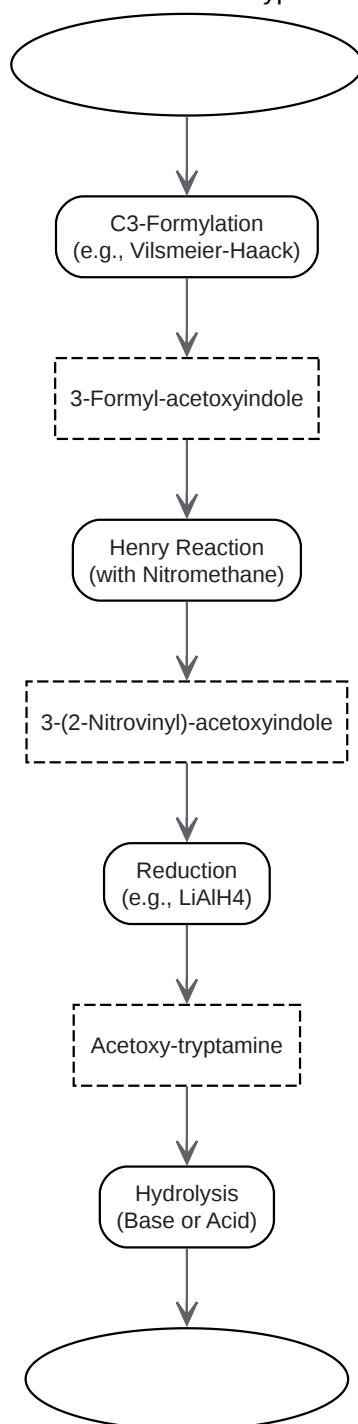 C3-Formylation
(e.g., Vilsmeier-Haack)
3-Formyl-acetoxyindole
Henry Reaction
(with Nitromethane)
3-(2-Nitrovinyl)-acetoxyindole
Reduction
(e.g., LiAlH4)
Acetoxy-tryptamine
Hydrolysis
(Base or Acid)